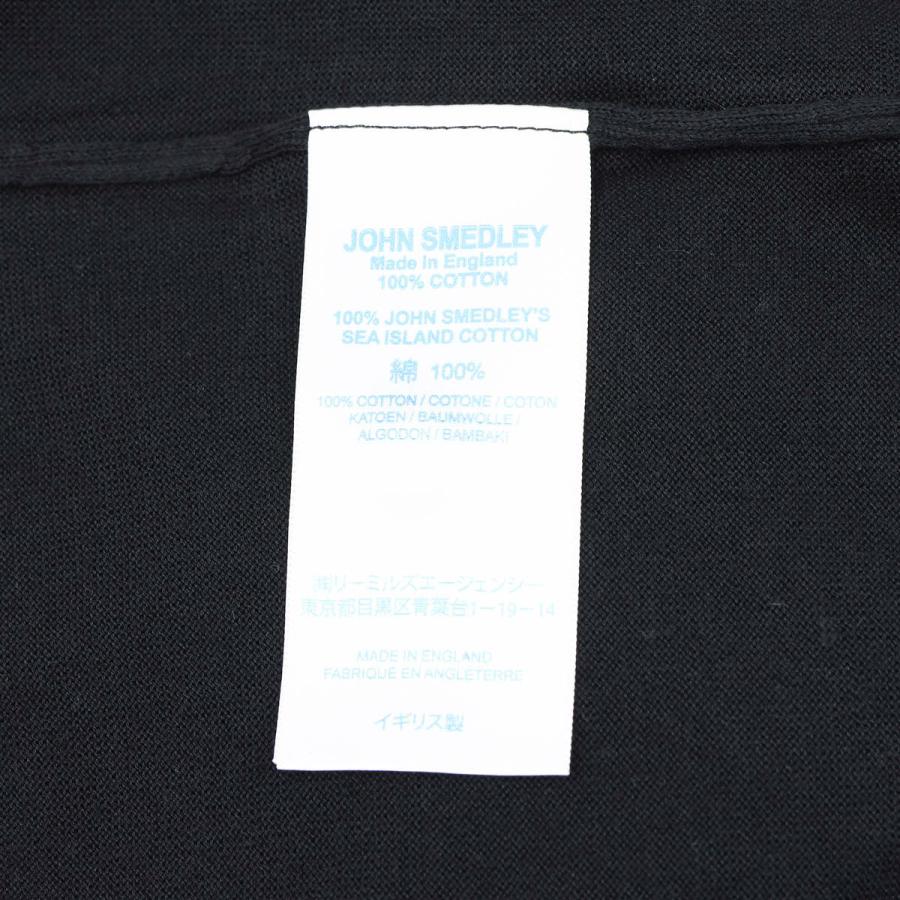 JOHN SMEDLEY
Made In England
100% COTTON
100% JOHN SMEDLEY'S
SEA ISLAND COTTON
綿 100%
100% COTTON / COTONE / COTON
KATOEN / BAUMWOLLE /
ALGODON / BAMBAKI
㈱リーミルズエージェンシー
東京都目黒区青葉台1-19-14
MADE IN ENGLAND
FABRIQUÉ EN ANGLETERRE
イギリス製